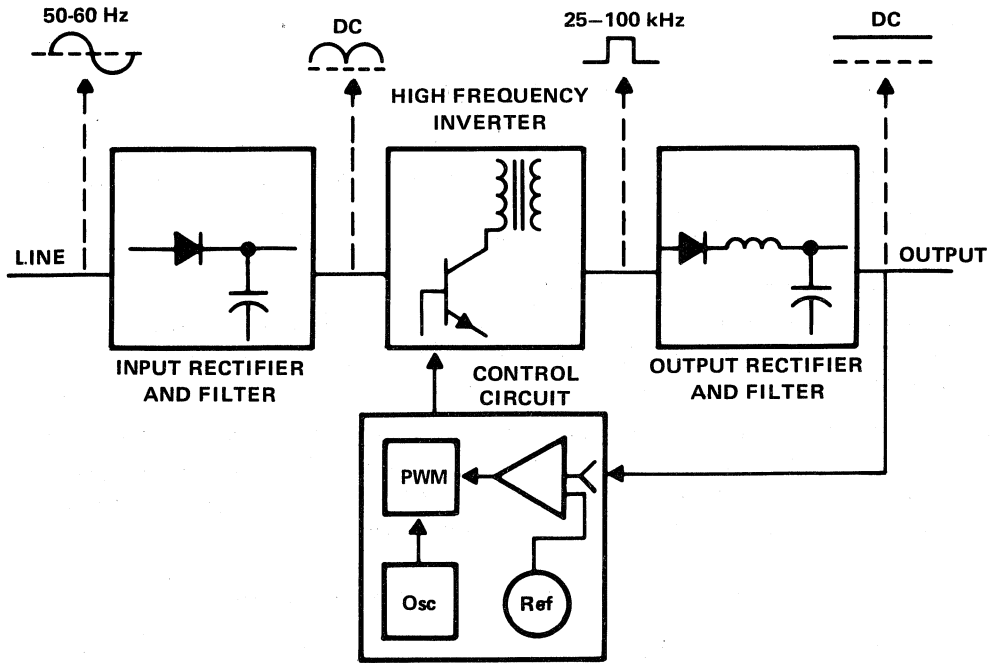 50-60 Hz
DC
25–100 kHz
DC
HIGH FREQUENCY
INVERTER
LINE
OUTPUT
INPUT RECTIFIER
AND FILTER
CONTROL
CIRCUIT
OUTPUT RECTIFIER
AND FILTER
PWM
Osc
Ref